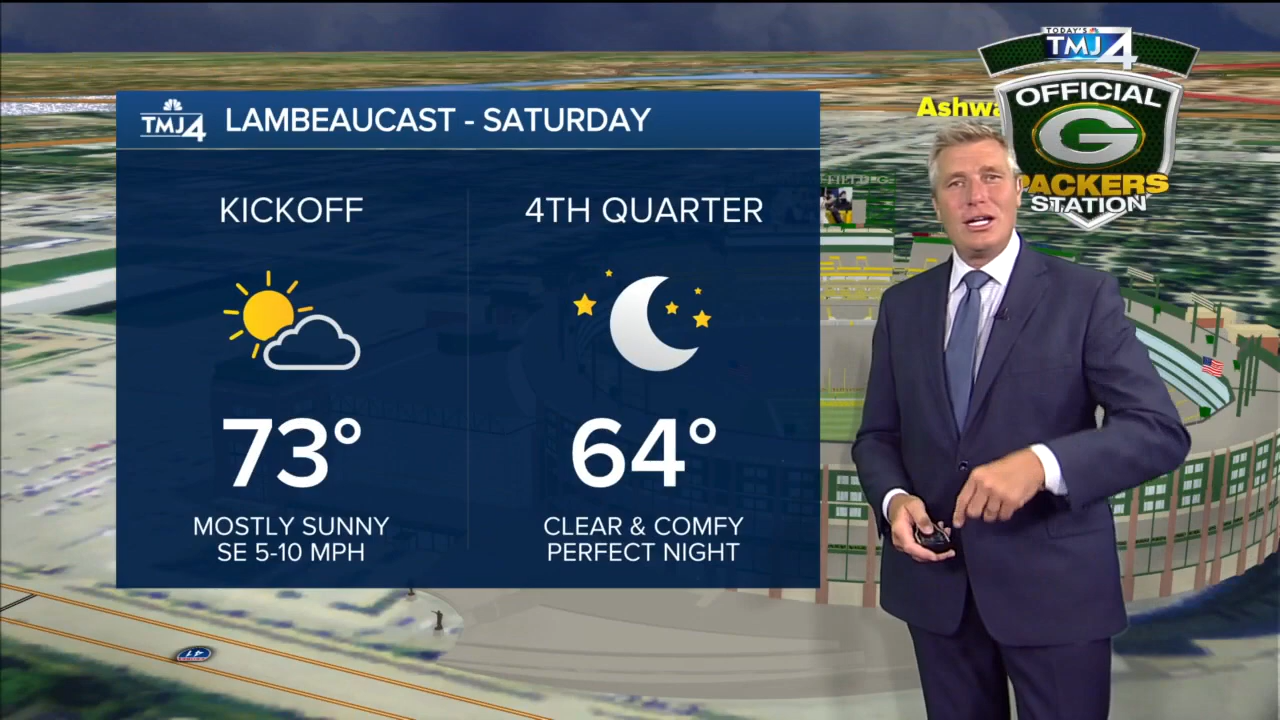 TODAY'S
TMJ4
OFFICIAL
G
PACKERS
STATION
Ashwa
TMJ4
LAMBEAUCAST - SATURDAY
KICKOFF
4TH QUARTER
73°
64°
MOSTLY SUNNY
SE 5-10 MPH
CLEAR & COMFY
PERFECT NIGHT
41